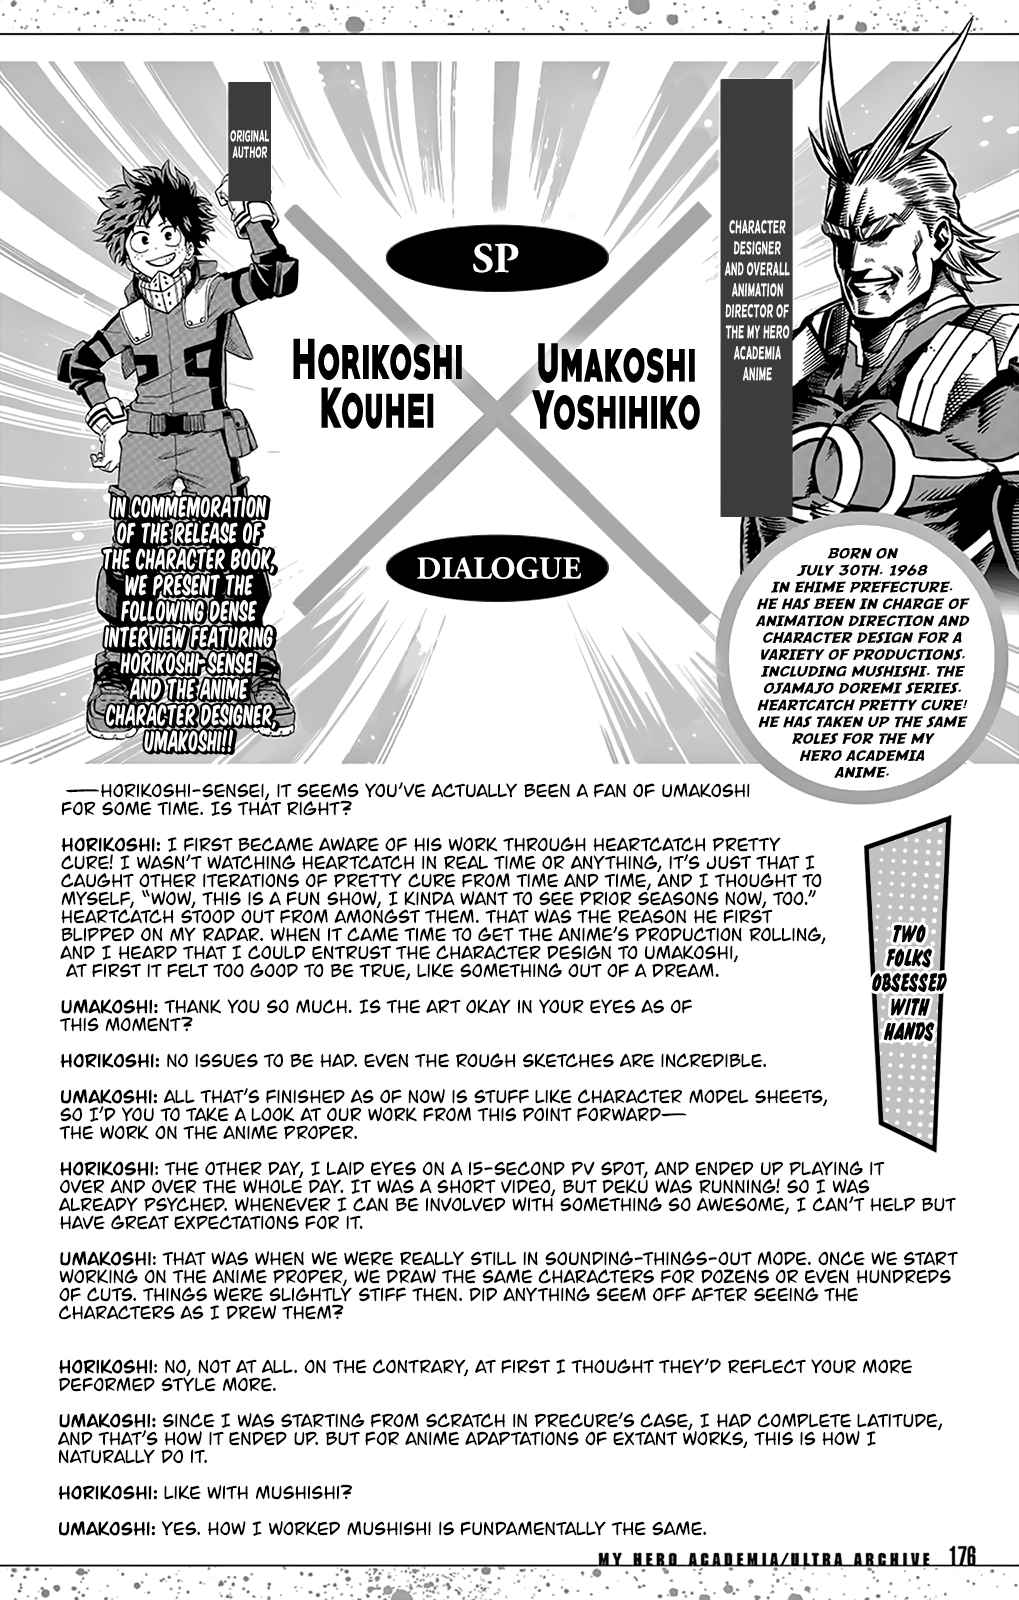 ORIGINAL
AUTHOR
SP
HORIKOSHI
KOUHEI
UMAKOSHI
YOSHIHIKO
DIALOGUE
CHARACTER
DESIGNER
AND OVERALL
ANIMATION
DIRECTOR OF
THE MY HERO
ACADEMIA
ANIME
IN COMMEMORATION
OF THE RELEASE OF
THE CHARACTER BOOK,
WE PRESENT THE
FOLLOWING DENSE
INTERVIEW FEATURING
HORIKOSHI-SENSEI
AND THE ANIME
CHARACTER DESIGNER,
UMAKOSHI!!
BORN ON
JULY 30TH. 1968
IN EHIME PREFECTURE.
HE HAS BEEN IN CHARGE OF
ANIMATION DIRECTION AND
CHARACTER DESIGN FOR A
VARIETY OF PRODUCTIONS.
INCLUDING MUSHISHI. THE
OJAMAJO DOREMI SERIES.
HEARTCATCH PRETTY CURE!
HE HAS TAKEN UP THE SAME
ROLES FOR THE MY
HERO ACADEMIA
ANIME.
——HORIKOSHI-SENSEI, IT SEEMS YOU'VE ACTUALLY BEEN A FAN OF UMAKOSHI
FOR SOME TIME. IS THAT RIGHT?
HORIKOSHI: I FIRST BECAME AWARE OF HIS WORK THROUGH HEARTCATCH PRETTY
CURE! I WASN'T WATCHING HEARTCATCH IN REAL TIME OR ANYTHING, IT'S JUST THAT I
CAUGHT OTHER ITERATIONS OF PRETTY CURE FROM TIME AND TIME, AND I THOUGHT TO
MYSELF, "WOW, THIS IS A FUN SHOW, I KINDA WANT TO SEE PRIOR SEASONS NOW, TOO."
HEARTCATCH STOOD OUT FROM AMONGST THEM. THAT WAS THE REASON HE FIRST
BLIPPED ON MY RADAR. WHEN IT CAME TIME TO GET THE ANIME'S PRODUCTION ROLLING,
AND I HEARD THAT I COULD ENTRUST THE CHARACTER DESIGN TO UMAKOSHI,
AT FIRST IT FELT TOO GOOD TO BE TRUE, LIKE SOMETHING OUT OF A DREAM.
UMAKOSHI: THANK YOU SO MUCH. IS THE ART OKAY IN YOUR EYES AS OF
THIS MOMENT?
HORIKOSHI: NO ISSUES TO BE HAD. EVEN THE ROUGH SKETCHES ARE INCREDIBLE.
UMAKOSHI: ALL THAT'S FINISHED AS OF NOW IS STUFF LIKE CHARACTER MODEL SHEETS,
SO I'D YOU TO TAKE A LOOK AT OUR WORK FROM THIS POINT FORWARD——
THE WORK ON THE ANIME PROPER.
HORIKOSHI: THE OTHER DAY, I LAID EYES ON A 15-SECOND PV SPOT, AND ENDED UP PLAYING IT
OVER AND OVER THE WHOLE DAY. IT WAS A SHORT VIDEO, BUT DEKU WAS RUNNING! SO I WAS
ALREADY PSYCHED. WHENEVER I CAN BE INVOLVED WITH SOMETHING SO AWESOME, I CAN'T HELP BUT
HAVE GREAT EXPECTATIONS FOR IT.
UMAKOSHI: THAT WAS WHEN WE WERE REALLY STILL IN SOUNDING-THINGS-OUT MODE. ONCE WE START
WORKING ON THE ANIME PROPER, WE DRAW THE SAME CHARACTERS FOR DOZENS OR EVEN HUNDREDS
OF CUTS. THINGS WERE SLIGHTLY STIFF THEN. DID ANYTHING SEEM OFF AFTER SEEING THE
CHARACTERS AS I DREW THEM?
HORIKOSHI: NO, NOT AT ALL. ON THE CONTRARY, AT FIRST I THOUGHT THEY'D REFLECT YOUR MORE
DEFORMED STYLE MORE.
UMAKOSHI: SINCE I WAS STARTING FROM SCRATCH IN PRECURE'S CASE, I HAD COMPLETE LATITUDE,
AND THAT'S HOW IT ENDED UP. BUT FOR ANIME ADAPTATIONS OF EXTANT WORKS, THIS IS HOW I
NATURALLY DO IT.
HORIKOSHI: LIKE WITH MUSHISHI?
UMAKOSHI: YES. HOW I WORKED MUSHISHI IS FUNDAMENTALLY THE SAME.
TWO
FOLKS
OBSESSED
WITH
HANDS
MY HERO ACADEMIA/ULTRA ARCHIVE 176